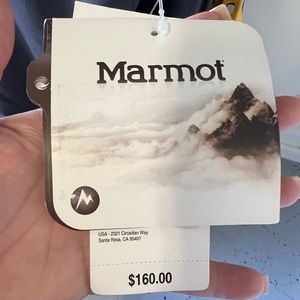 Marmot
USA - 2321 Circadian Way
Santa Rosa, CA 95407
$160.00